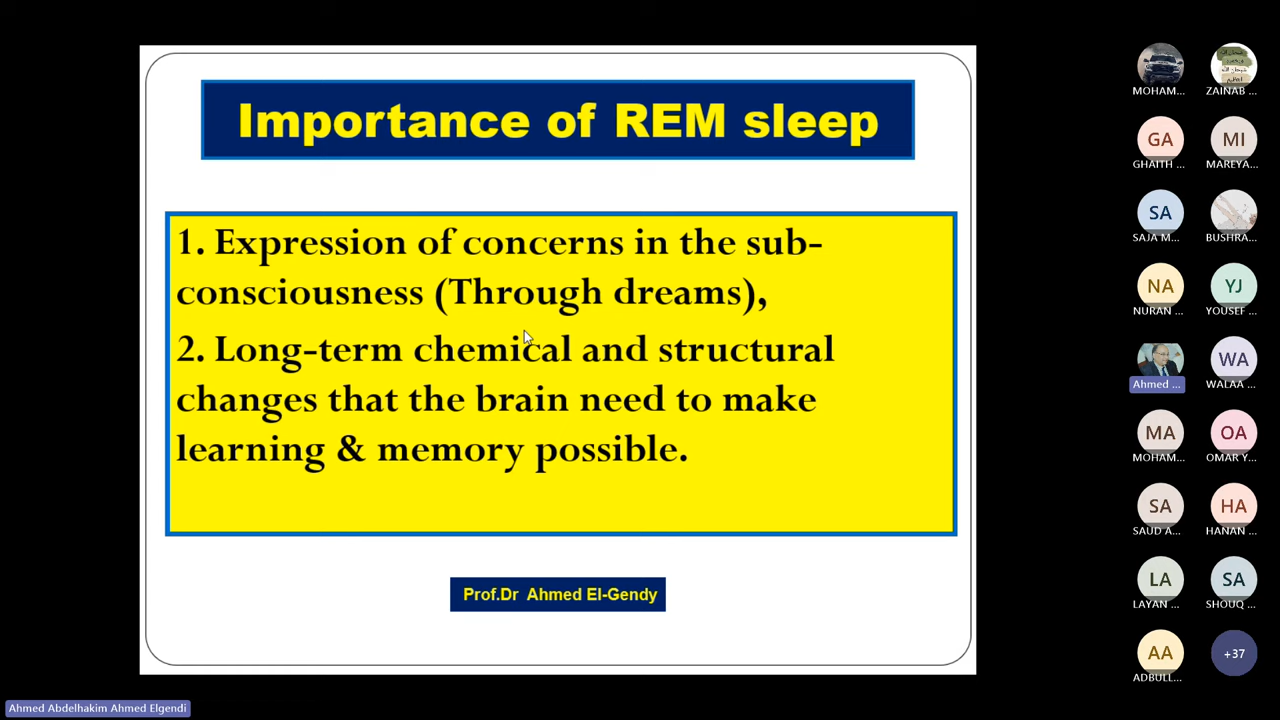 Importance of REM sleep
1. Expression of concerns in the sub-
consciousness (Through dreams),
2. Long-term chemical and structural
changes that the brain need to make
learning & memory possible.
Prof.Dr Ahmed El-Gendy
MOHAM...
ZAINAB ...
GA
GHAITH ...
MI
MAREYA...
SA
SAJA M...
BUSHRA...
NA
NURAN ...
YJ
YOUSEF ...
Ahmed ...
WA
WALAA ...
MA
MOHAM...
OA
OMAR Y...
SA
SAUD A...
HA
HANAN ...
LA
LAYAN ...
SA
SHOUQ ...
AA
ADBULL...
+37
Ahmed Abdelhakim Ahmed Elgendi